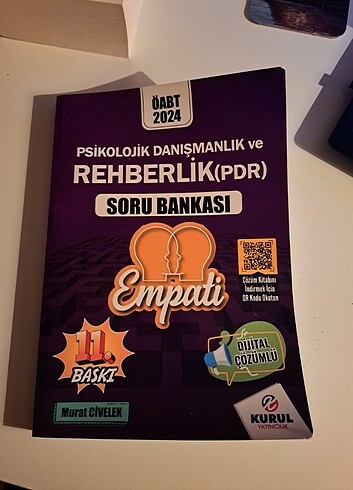 ÖABT
2024
PSİKOLOJİK DANIŞMANLIK ve
REHBERLİK(PDR)
SORU BANKASI
Empati
Çözüm Kitabını
İndirmek İçin
QR Kodu Okutun
11.
BASKI
DİJİTAL
ÇÖZÜMLÜ
Murat CİVELEK
KURUL
YAYINCILIK